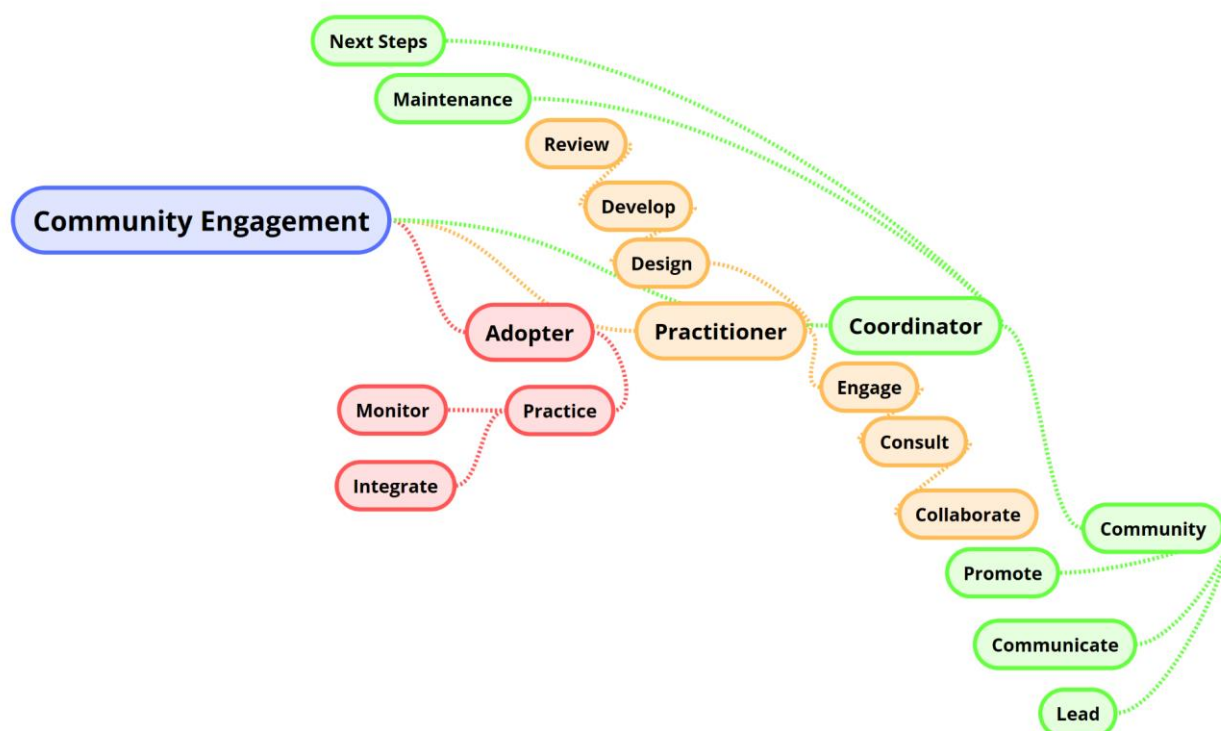 Next Steps
Maintenance
Review
Develop
Community Engagement
Design
Adopter
Practitioner
Coordinator
Engage
Monitor
Practice
Consult
Integrate
Collaborate
Community
Promote
Communicate
Lead